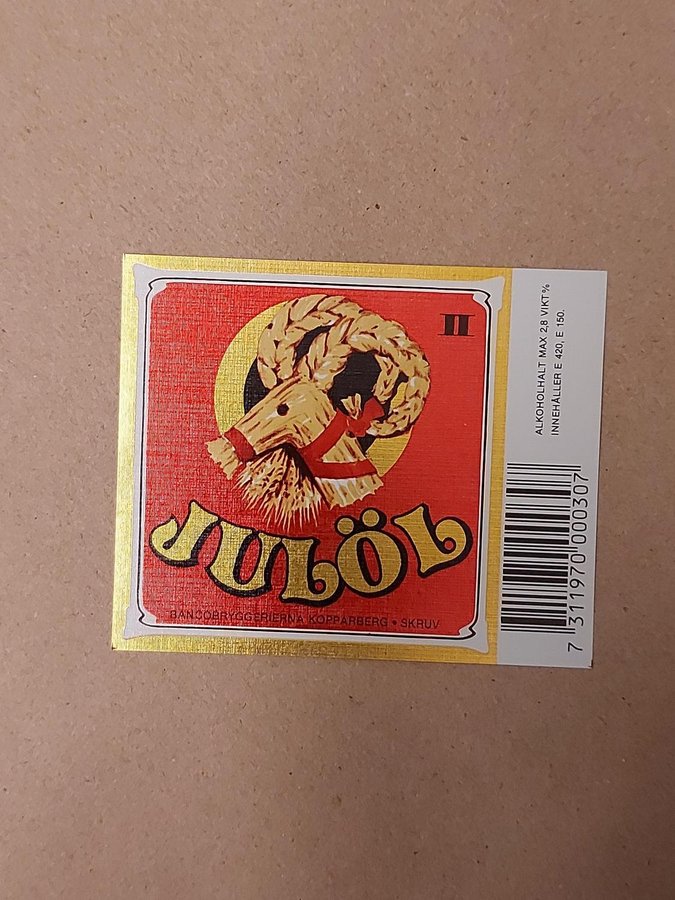 II
JULÖL
BANCOBRYGGERIERNA KOPPARBERG • SKRUV
ALKOHOLHALT MAX 2,8 VIKT%
INNEHÅLLER E 420, E 150.
7 311970 000307